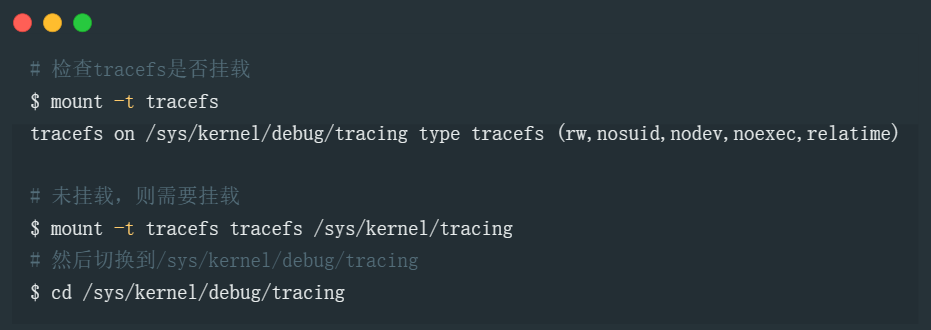 # 检查tracefs是否挂载
$ mount -t tracefs
tracefs on /sys/kernel/debug/tracing type tracefs (rw,nosuid,nodev,noexec,relatime)
# 未挂载，则需要挂载
$ mount -t tracefs tracefs /sys/kernel/tracing
# 然后切换到/sys/kernel/debug/tracing
$ cd /sys/kernel/debug/tracing